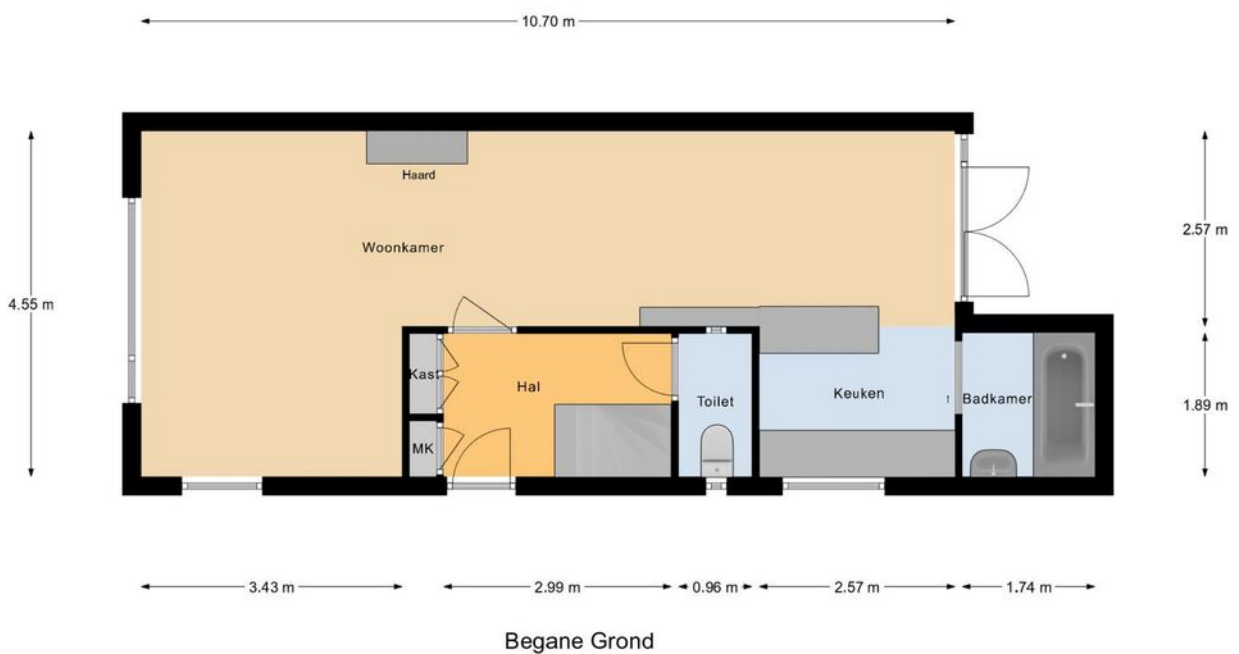 10.70 m
Haard
Woonkamer
2.57 m
4.55 m
Kast
Hal
Toilet
Keuken
Badkamer
1.89 m
MK
3.43 m
2.99 m
0.96 m
2.57 m
1.74 m
Begane Grond